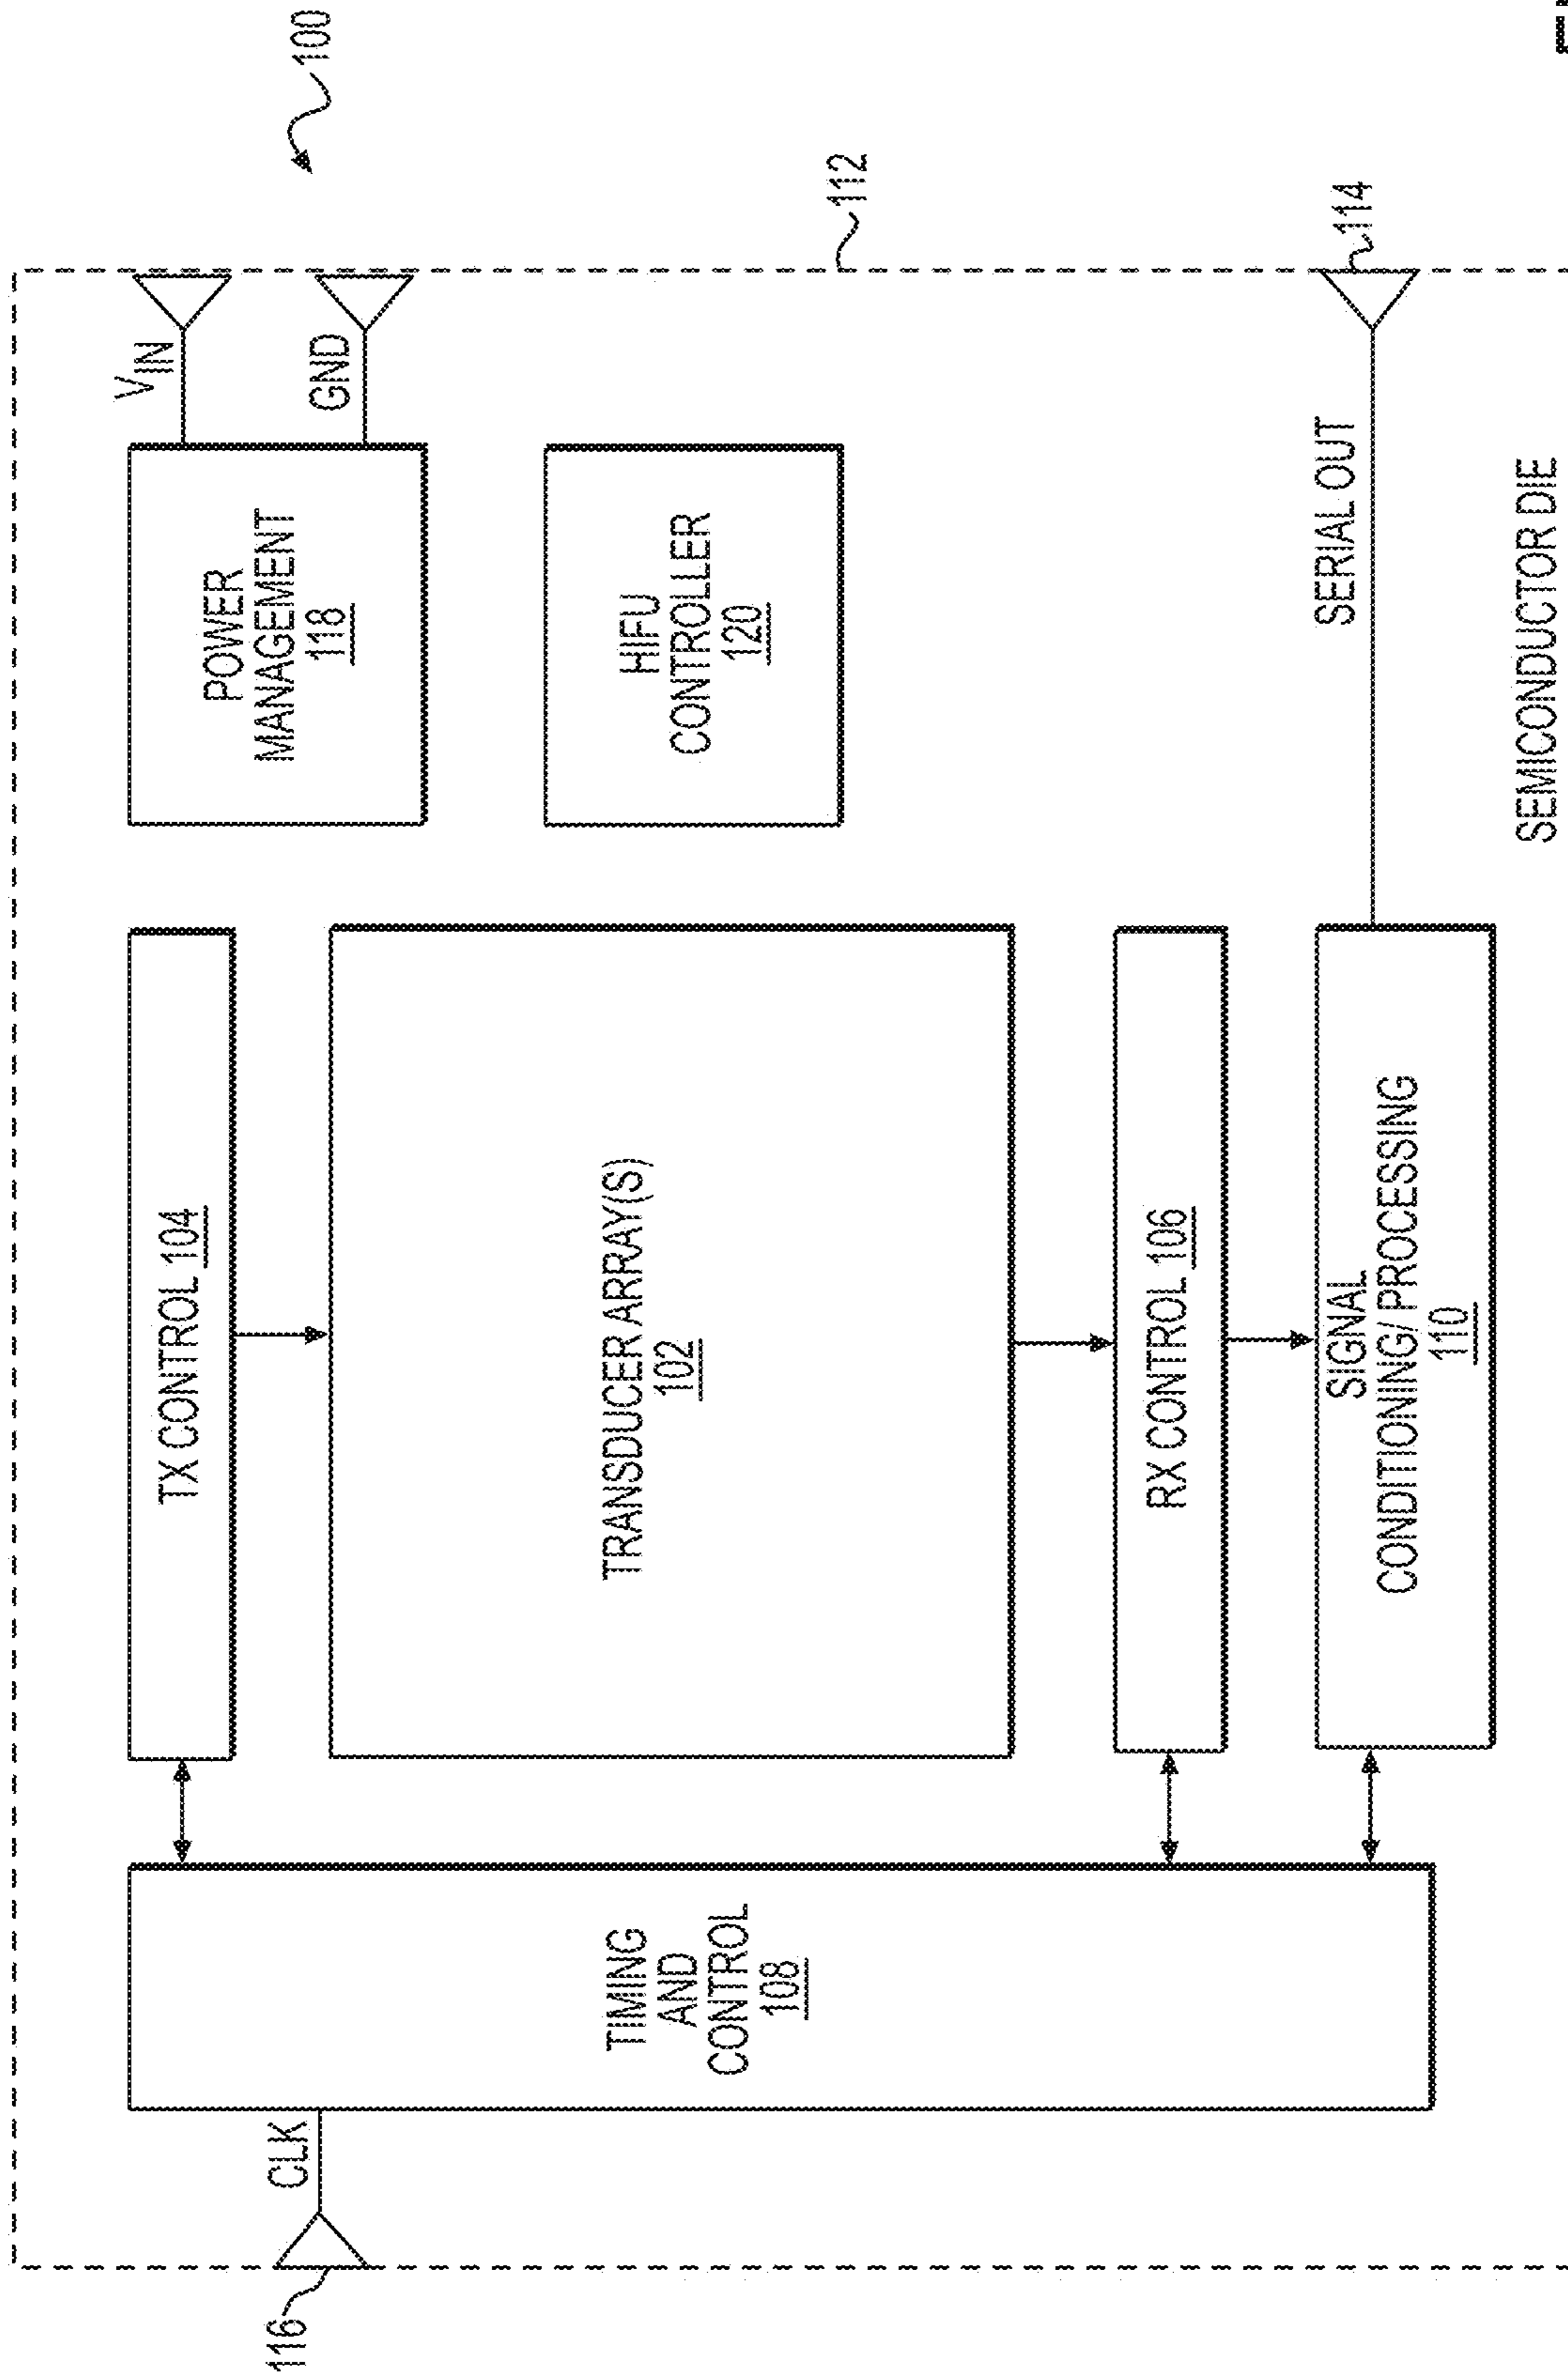 100
112
114
116
CLK
TIMING
AND
CONTROL
108
TX CONTROL 104
TRANSDUCER ARRAY(S)
102
RX CONTROL 106
SIGNAL
CONDITIONING/ PROCESSING
110
POWER
MANAGEMENT
118
VIN
GND
HIFU
CONTROLLER
120
SERIAL OUT
SEMICONDUCTOR DIE